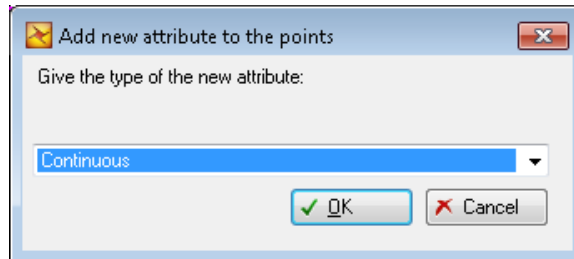 Add new attribute to the points
Give the type of the new attribute:
Continuous
OK
Cancel